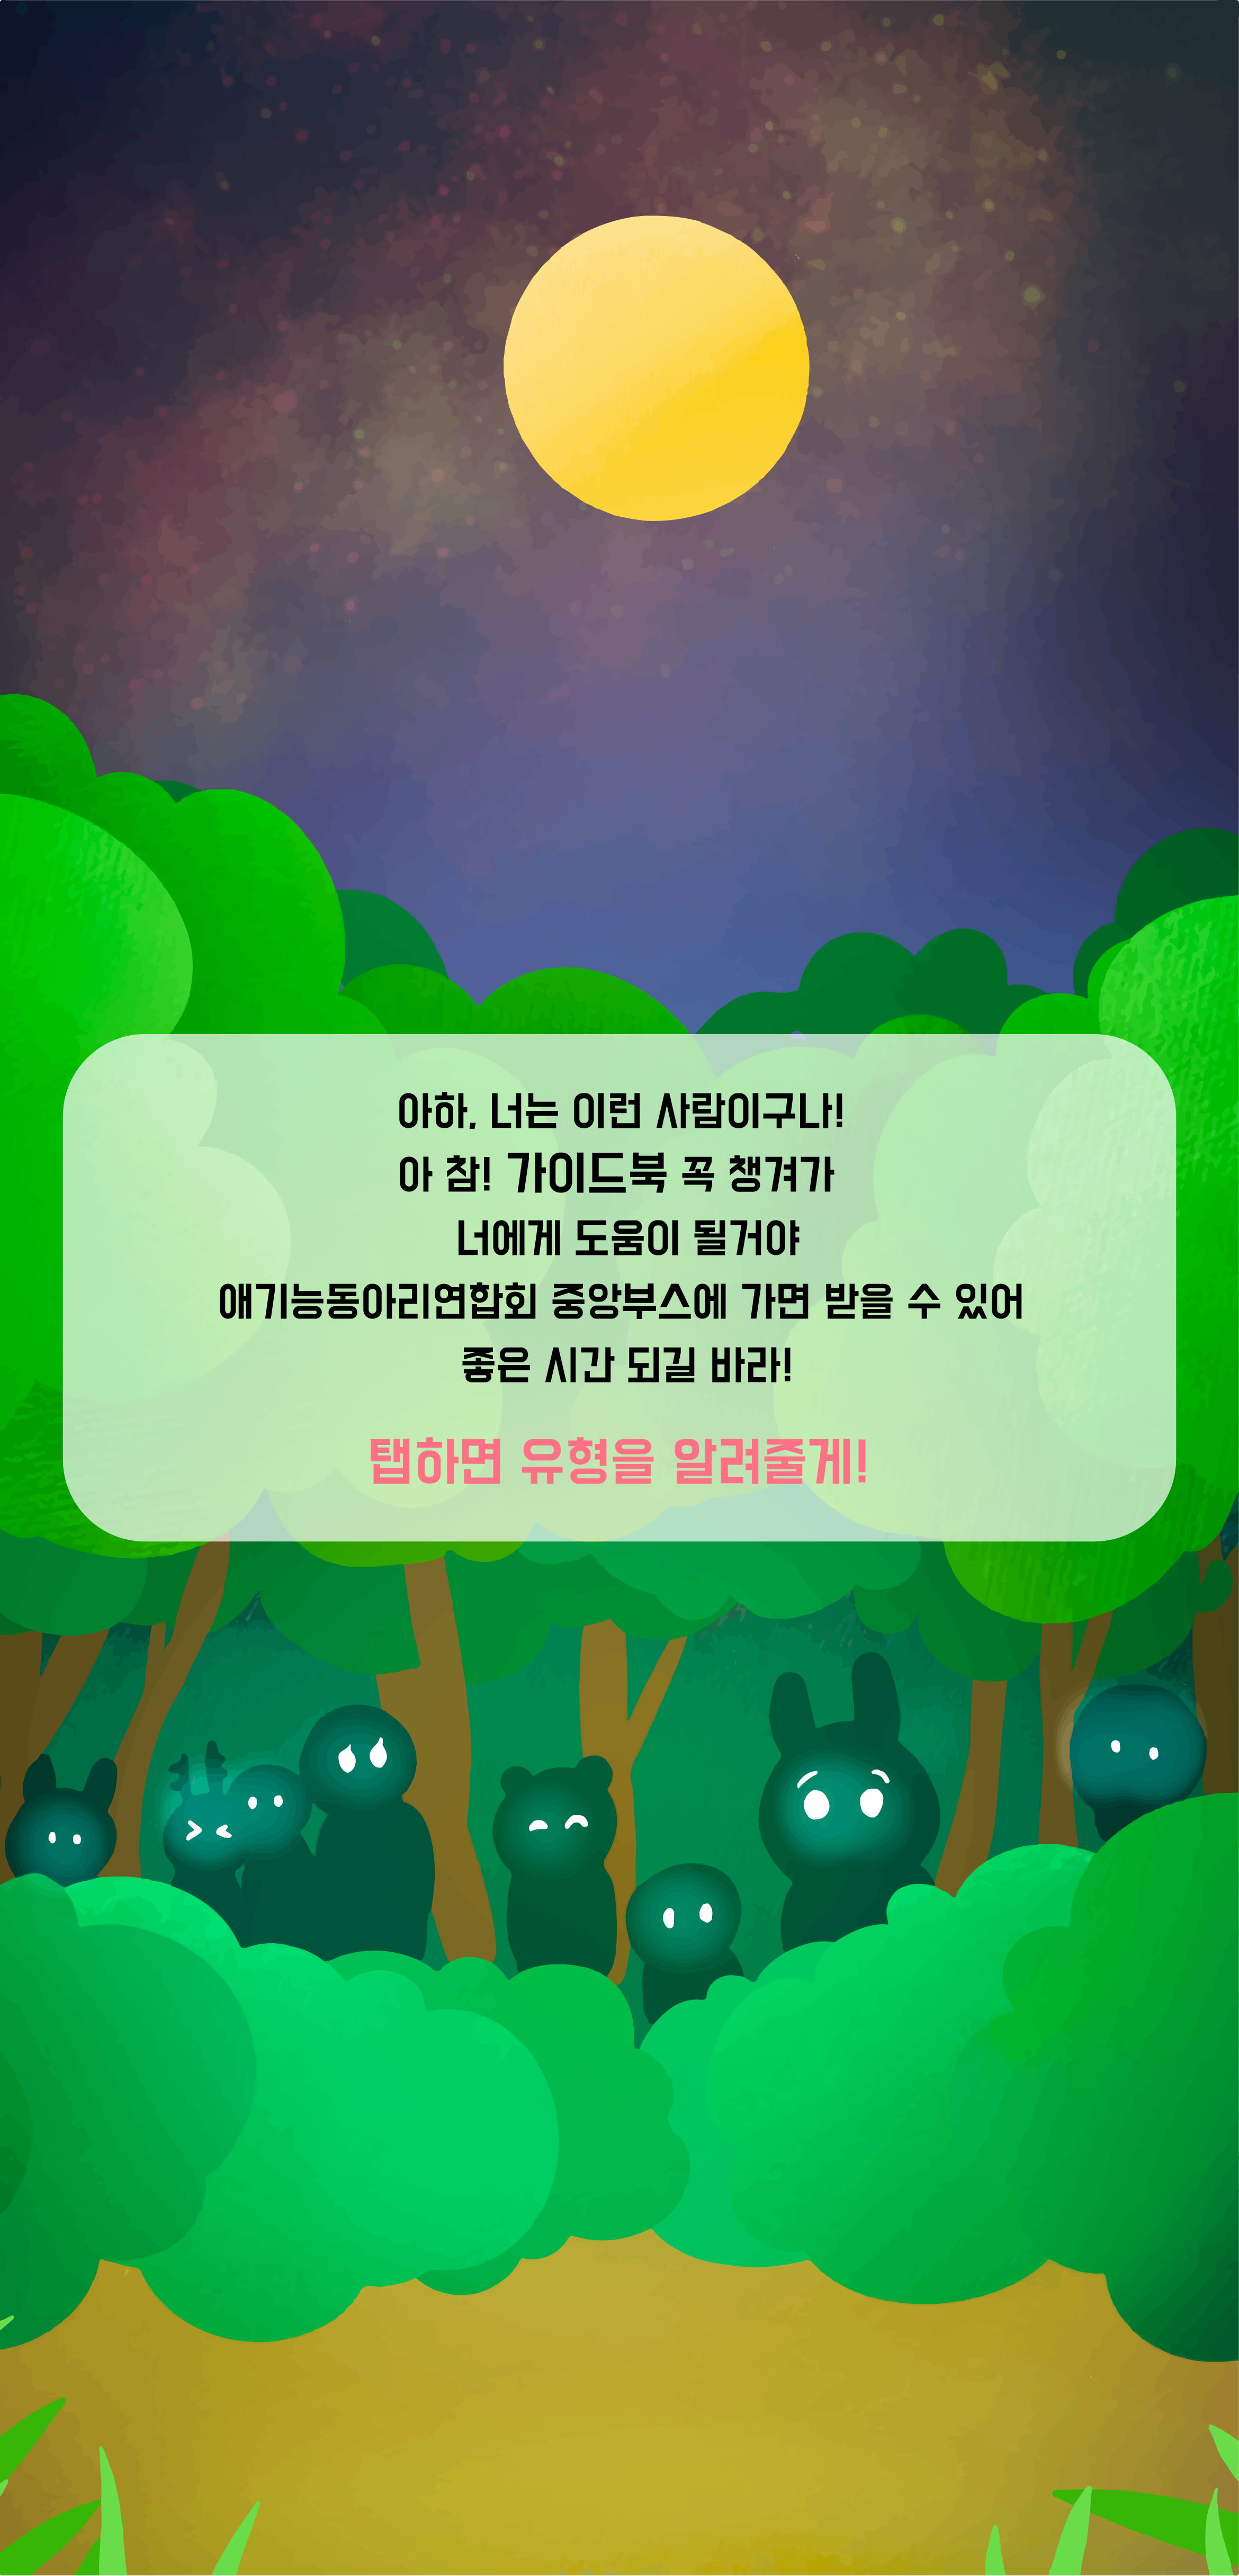 아하, 너는 이런 사람이구나!
아 참! 가이드북 꼭 챙겨가
너에게 도움이 될거야
애기능동아리연합회 중앙부스에 가면 받을 수 있어
좋은 시간 되길 바라!
탭하면 유형을 알려줄게!